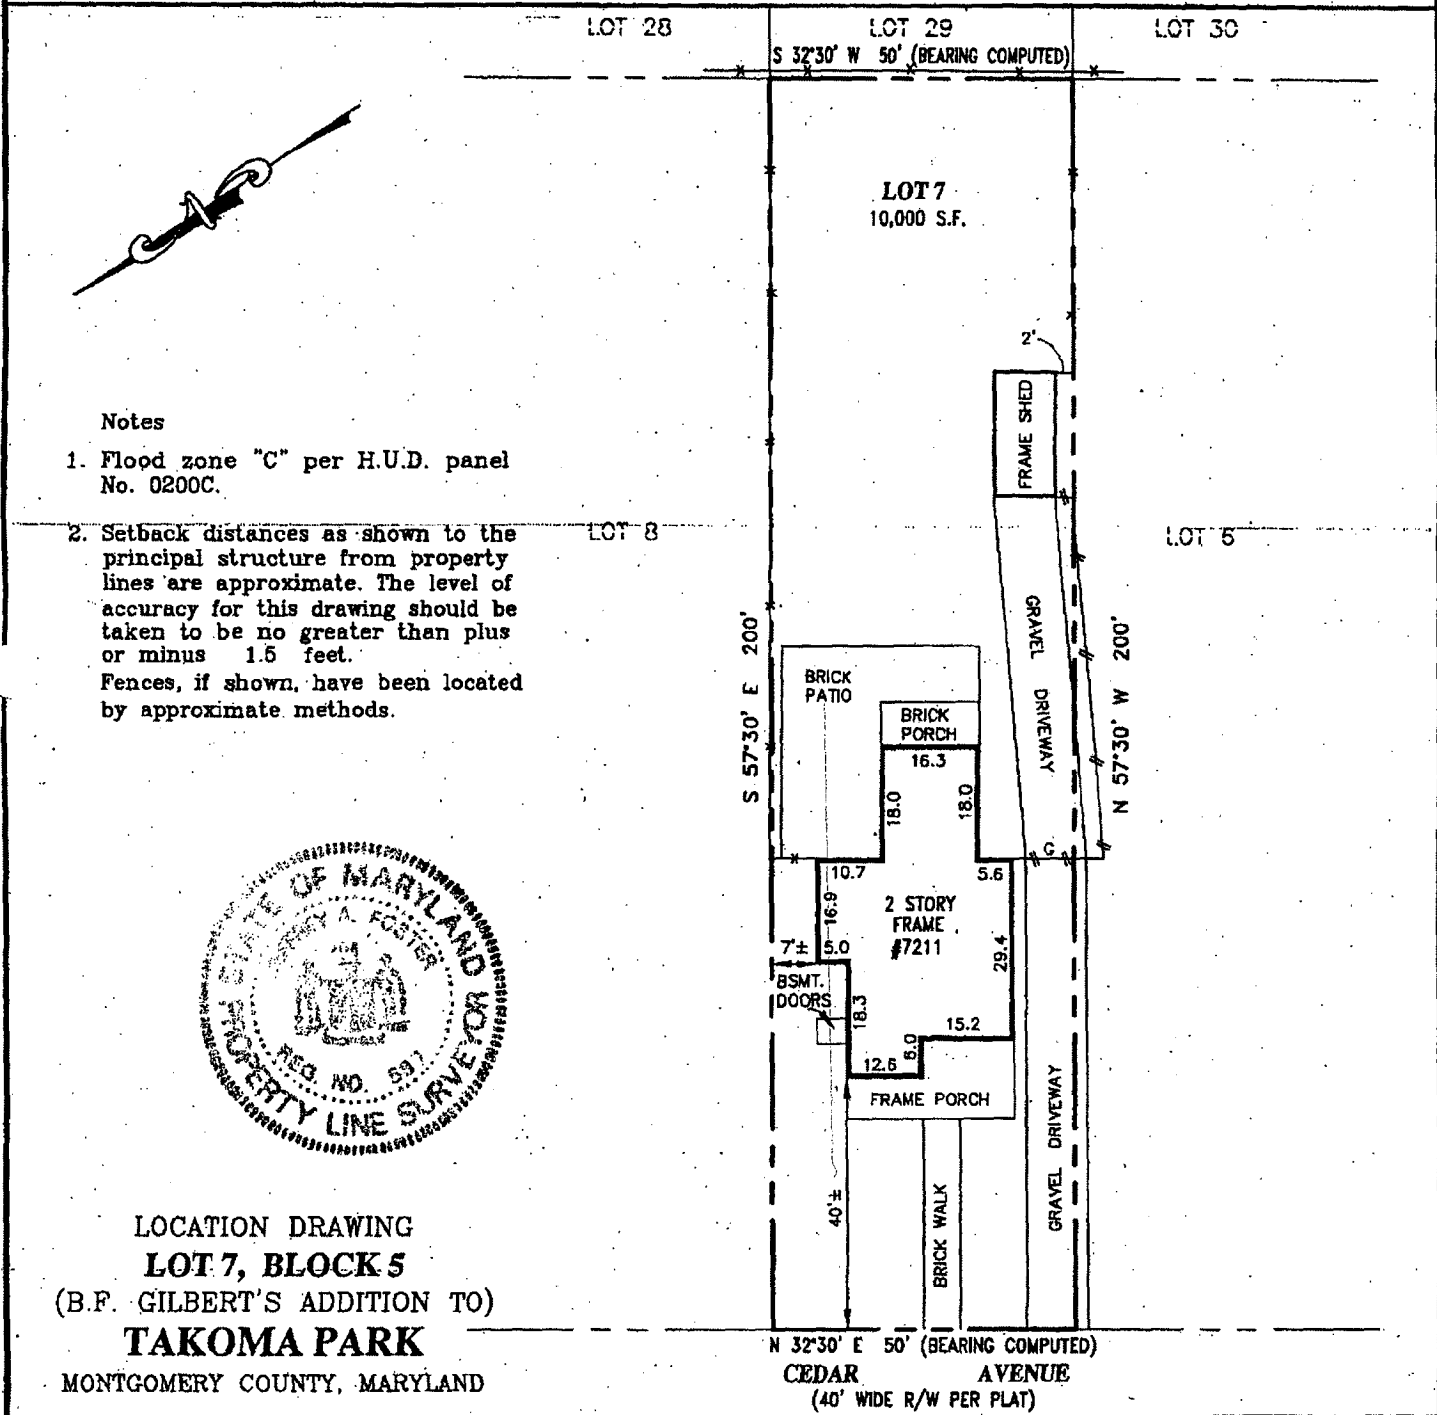 LOT 28
LOT 29
LOT 30
S 32°30' W 50' (BEARING COMPUTED)
LOT 7
10,000 S.F.
2'
FRAME SHED
Notes
1. Flood zone "C" per H.U.D. panel
No. 0200C.
2. Setback distances as shown to the
principal structure from property
lines are approximate. The level of
accuracy for this drawing should be
taken to be no greater than plus
or minus 1.5 feet.
Fences, if shown, have been located
by approximate methods.
LOT 8
LOT 6
S 57°30' E 200'
N 57°30' W 200'
GRAVEL DRIVEWAY
BRICK
PATIO
BRICK
PORCH
16.3
18.0
18.0
G
10.7
5.6
16.9
2 STORY
FRAME
#7211
29.4
7'±
5.0
BSMT.
DOORS
18.3
15.2
6.0
12.6
FRAME PORCH
40'±
BRICK WALK
GRAVEL DRIVEWAY
STATE OF MARYLAND
A. FOSTER
REG. NO.
PROPERTY LINE SURVEYOR
LOCATION DRAWING
LOT 7, BLOCK 5
(B.F. GILBERT'S ADDITION TO)
TAKOMA PARK
MONTGOMERY COUNTY, MARYLAND
N 32°30' E 50' (BEARING COMPUTED)
CEDAR AVENUE
(40' WIDE R/W PER PLAT)